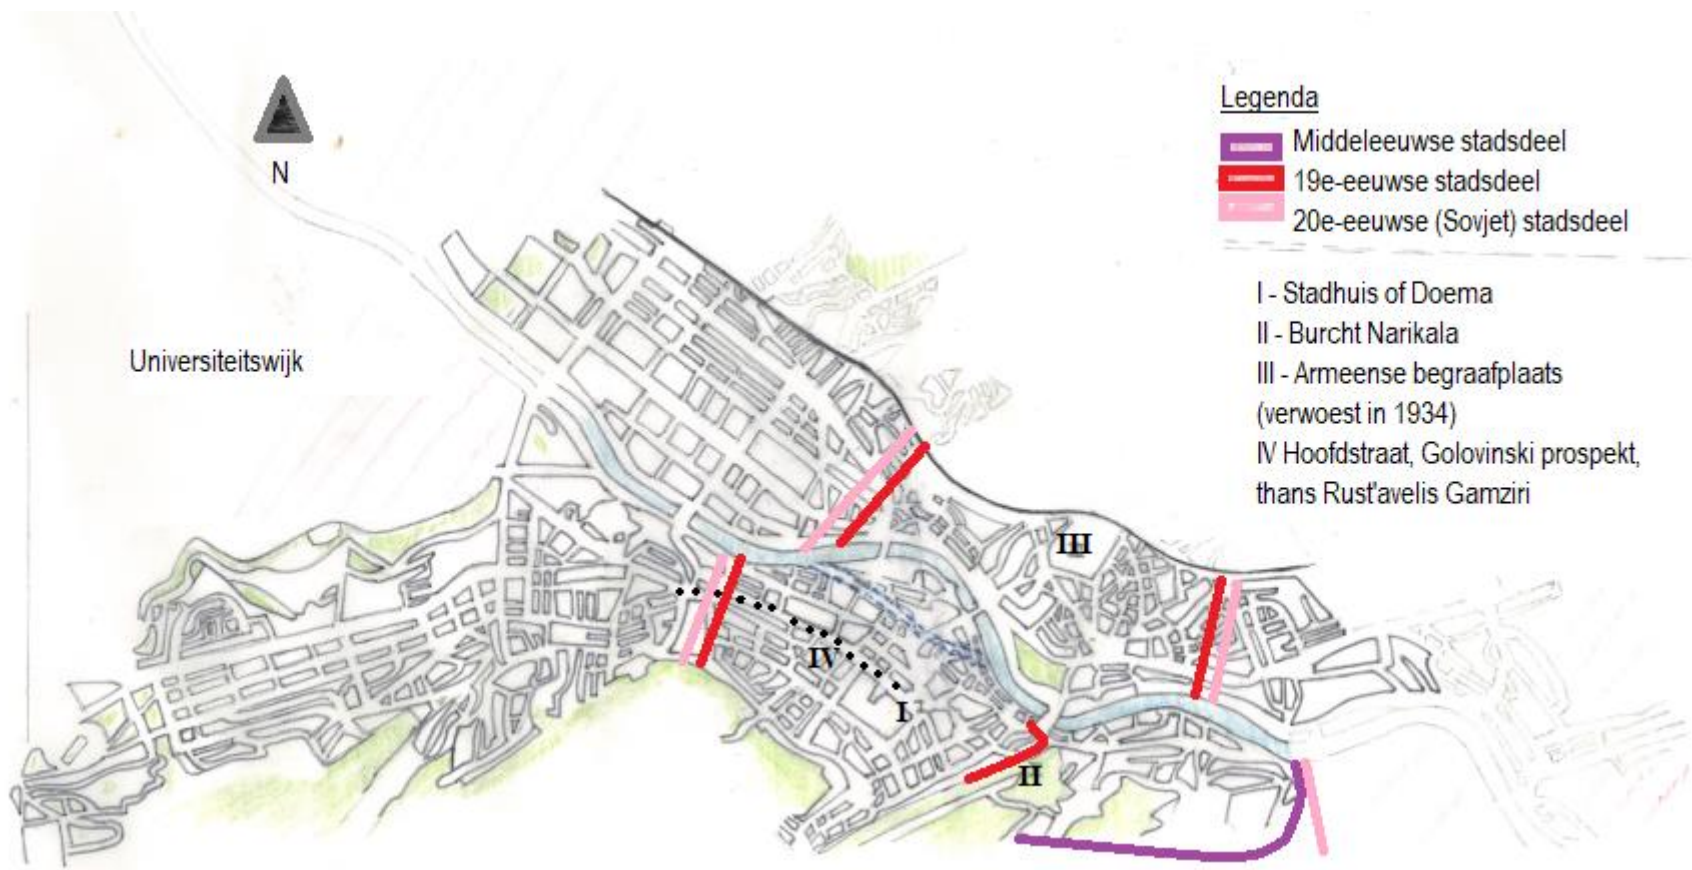 Legenda
Middeleeuwse stadsdeel
19e-eeuwse stadsdeel
20e-eeuwse (Sovjet) stadsdeel
N
I - Stadhuis of Doema
II - Burcht Narikala
III - Armeense begraafplaats
(verwoest in 1934)
IV Hoofdstraat, Golovinski prospekt,
thans Rust'avelis Gamziri
Universiteitswijk
III
IV
I
II